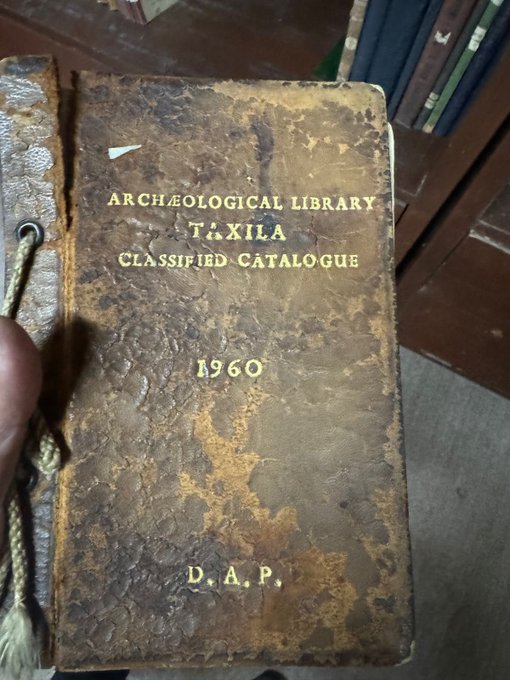 ARCHÆOLOGICAL LIBRARY
TAXILA
CLASSIFIED CATALOGUE
1960
D. A. P.